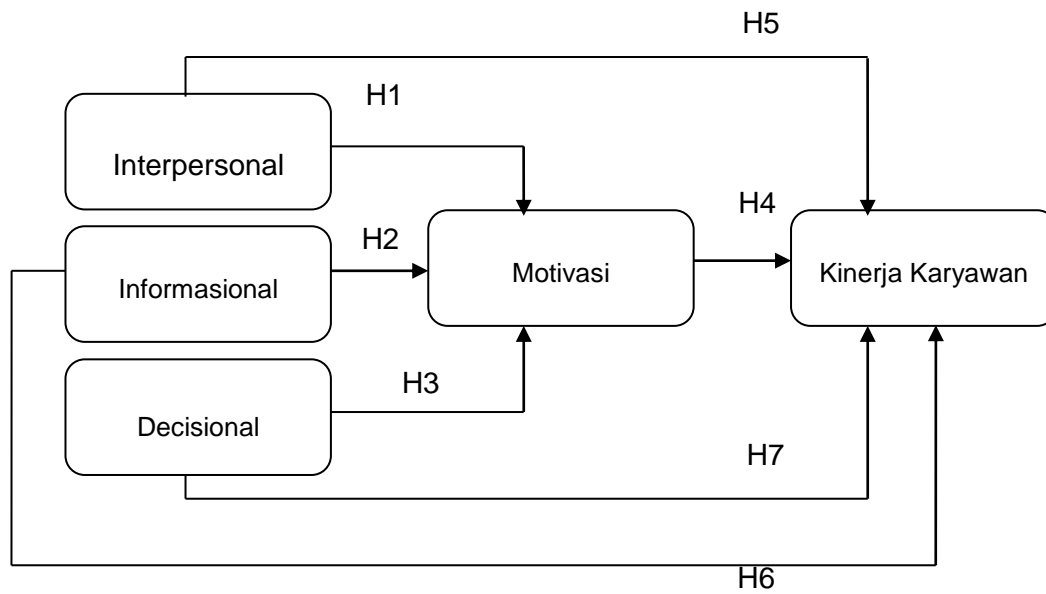 H5
H1
Interpersonal
H4
H2
Informasional
Motivasi
Kinerja Karyawan
H3
Decisional
H7
H6